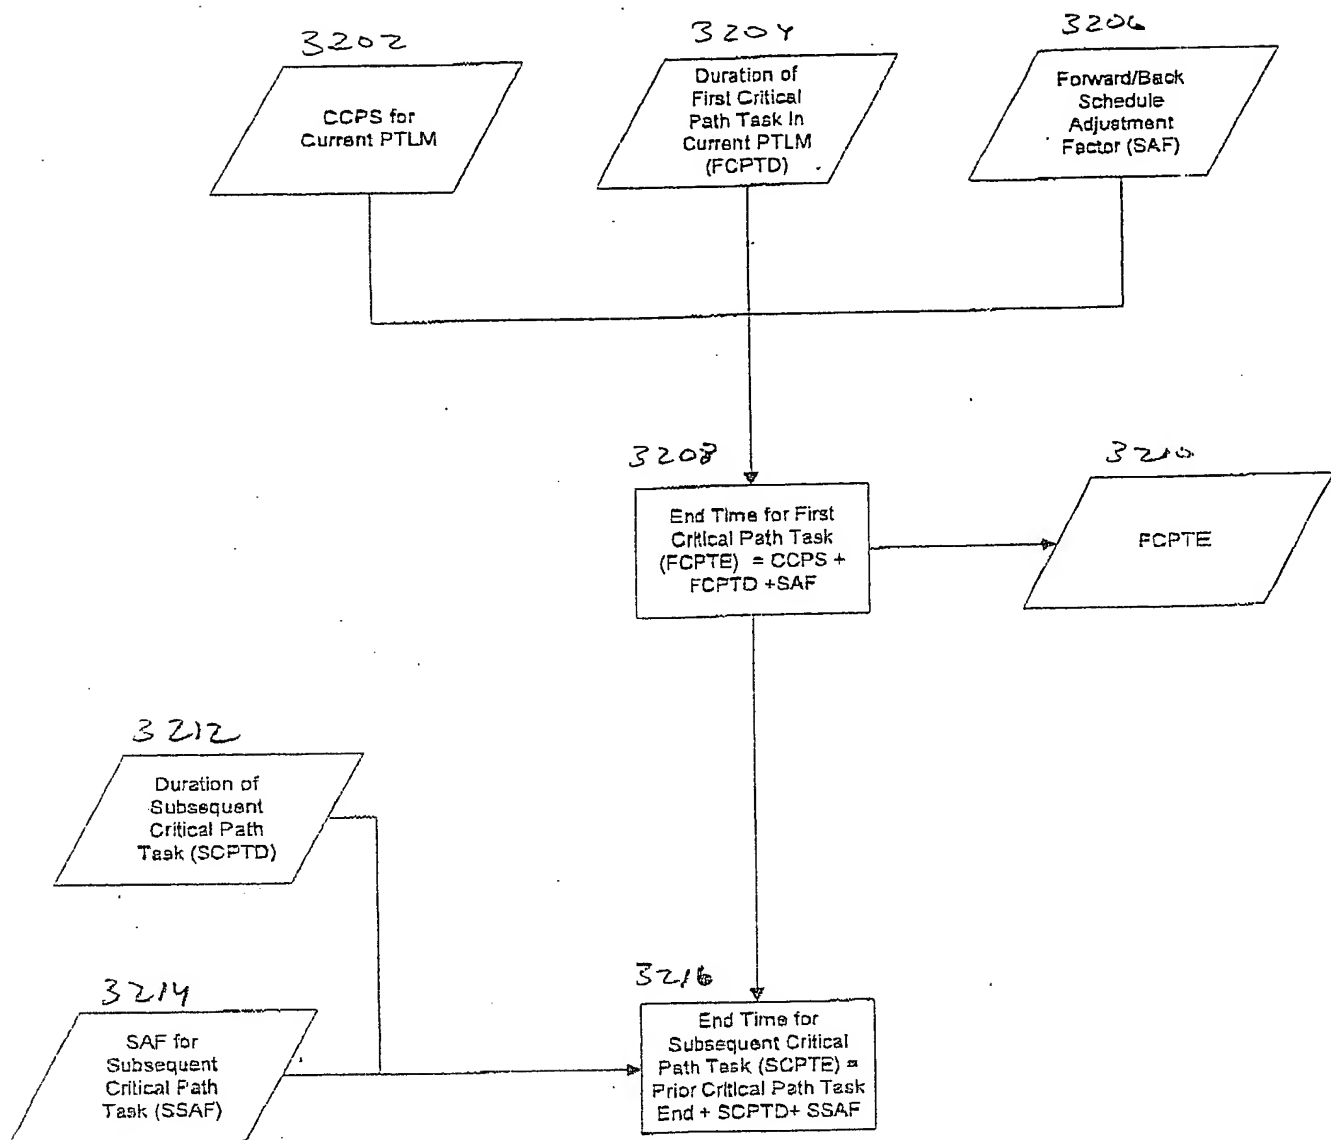 3202
3204
3206
CCPS for
Current PTLM
Duration of
First Critical
Path Task In
Current PTLM
(FCPTD)
Forward/Back
Schedule
Adjustment
Factor (SAF)
3208
3210
End Time for First
Critical Path Task
(FCPTE) = CCPS +
FCPTD +SAF
FCPTE
3212
Duration of
Subsequent
Critical Path
Task (SCPTD)
3214
SAF for
Subsequent
Critical Path
Task (SSAF)
3216
End Time for
Subsequent Critical
Path Task (SCPTE) =
Prior Critical Path Task
End + SCPTD+ SSAF